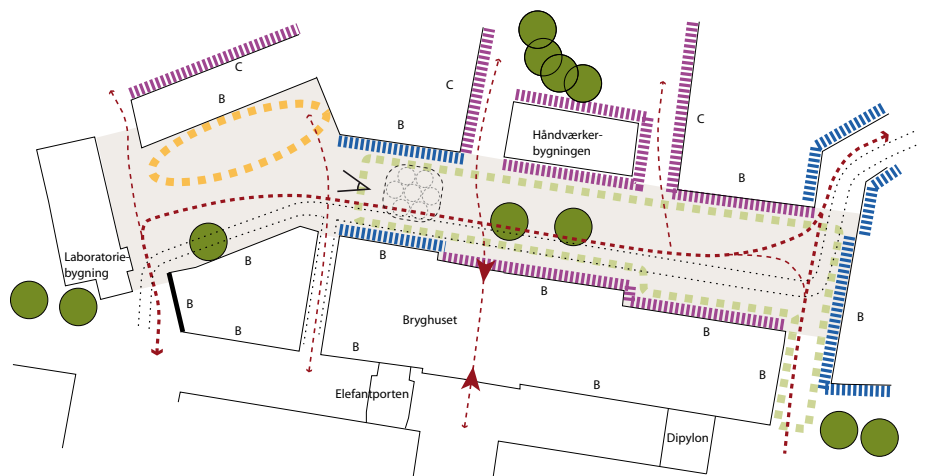 C
B
B
C
Håndværker-
bygningen
C
B
Laboratorie-
bygning
B
B
B
B
B
B
Bryghuset
B
B
B
B
Elefantporten
Dipylon